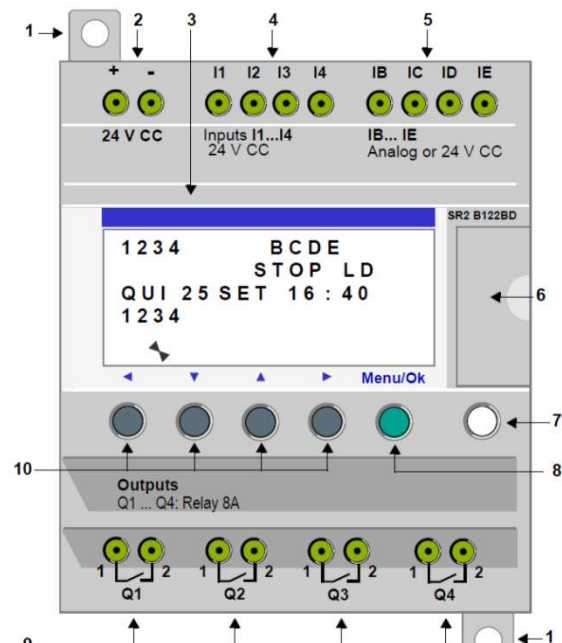 1 2 3 4 5
+ - I1 I2 I3 I4 IB IC ID IE
24 V CC Inputs I1...I4 IB... IE
24 V CC Analog or 24 V CC
SR2 B122BD
1234 BCDE
STOP LD
QUI 25 SET 16 : 40
1234
6
Menu/Ok
7
10 8
Outputs
Q1 ... Q4: Relay 8A
1 2 1 2 1 2 1 2
Q1 Q2 Q3 Q4
9 1